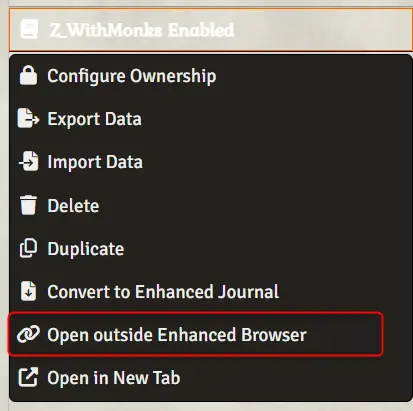 Z_WithMonks Enabled
Configure Ownership
Export Data
Import Data
Delete
Duplicate
Convert to Enhanced Journal
Open outside Enhanced Browser
Open in New Tab